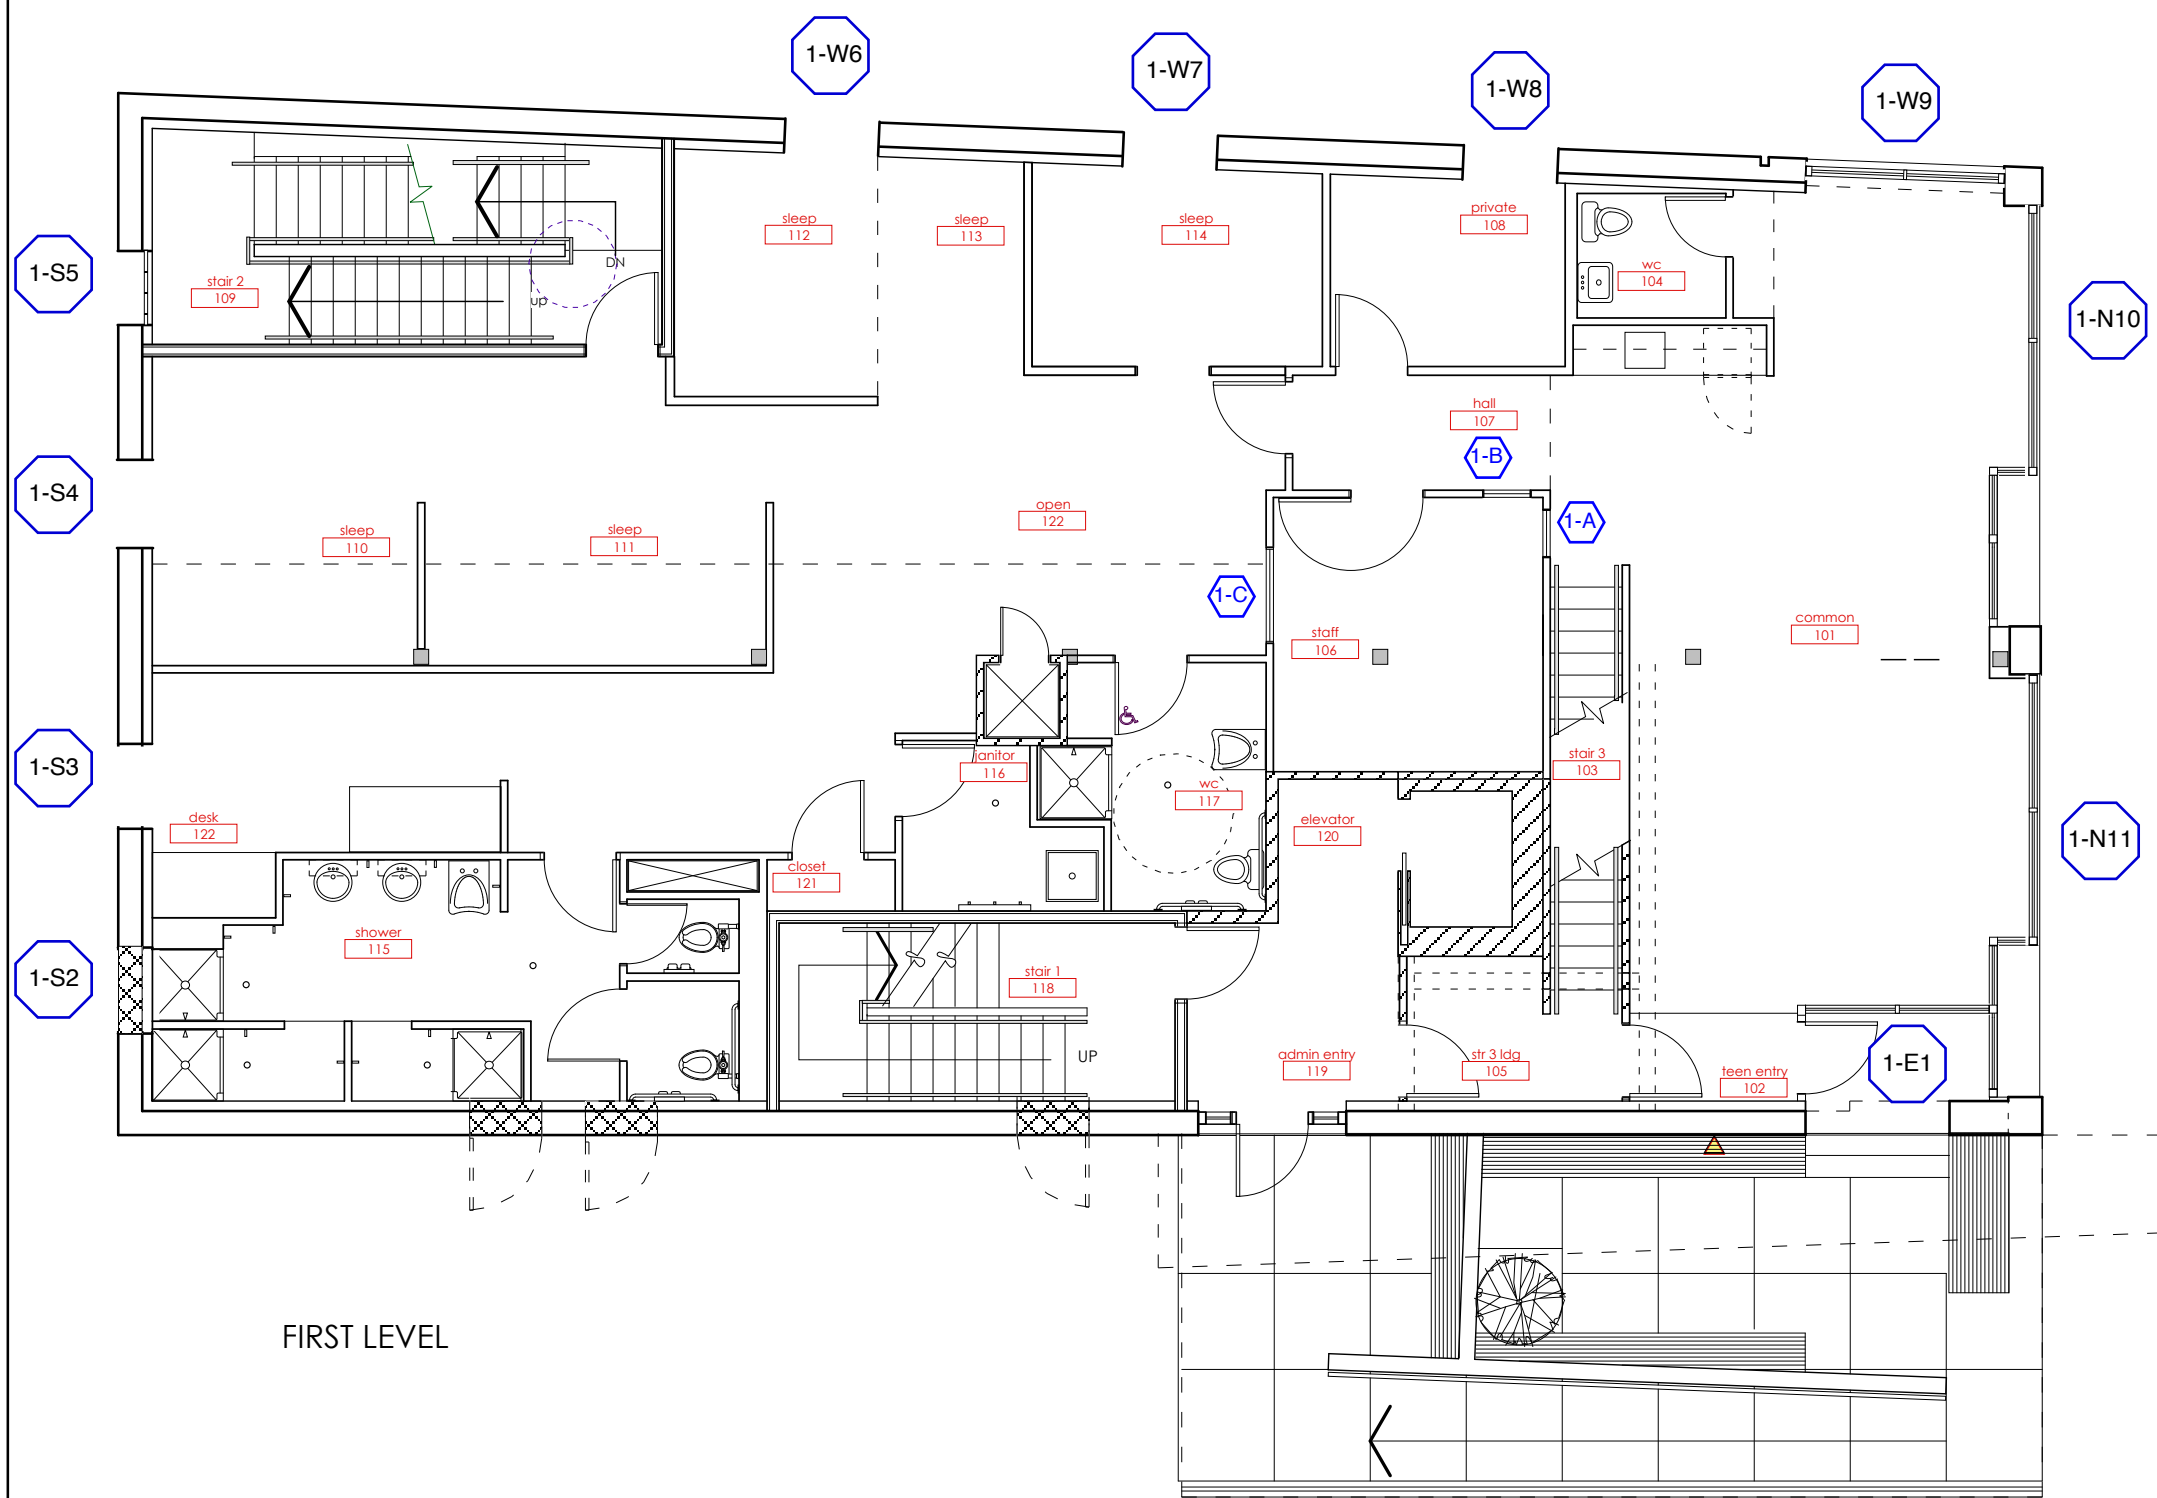 1-W6
1-W7
1-W8
1-W9
1-S5
1-S4
1-S3
1-S2
1-N10
1-N11
1-E1
1-B
1-A
1-C
sleep
112
sleep
113
sleep
114
private
108
wc
104
stair 2
109
DN
up
hall
107
sleep
110
sleep
111
open
122
staff
106
common
101
stair 3
103
janitor
116
wc
117
elevator
120
desk
122
closet
121
shower
115
stair 1
118
UP
admin entry
119
str 3 ldg
105
teen entry
102
FIRST LEVEL